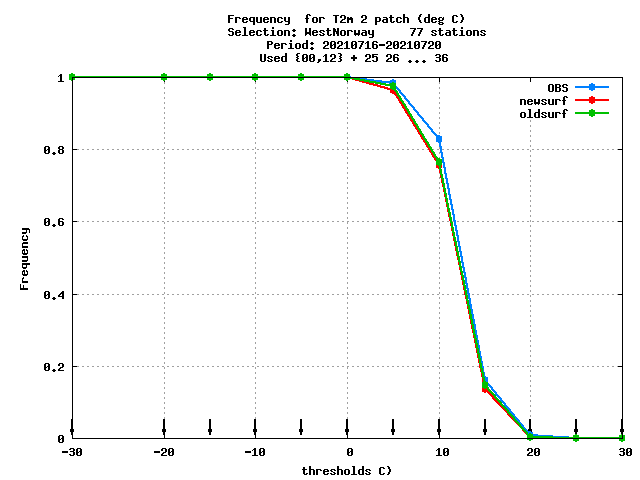 Frequency  for T2m 2 patch (deg C)
Selection: WestNorway     77 stations
Period: 20210716-20210720
Used {00,12} + 25 26 ... 36
OBS
newsurf
oldsurf
1
0.8
0.6
0.4
0.2
0
Frequency
-30 -20 -10 0 10 20 30
thresholds C)